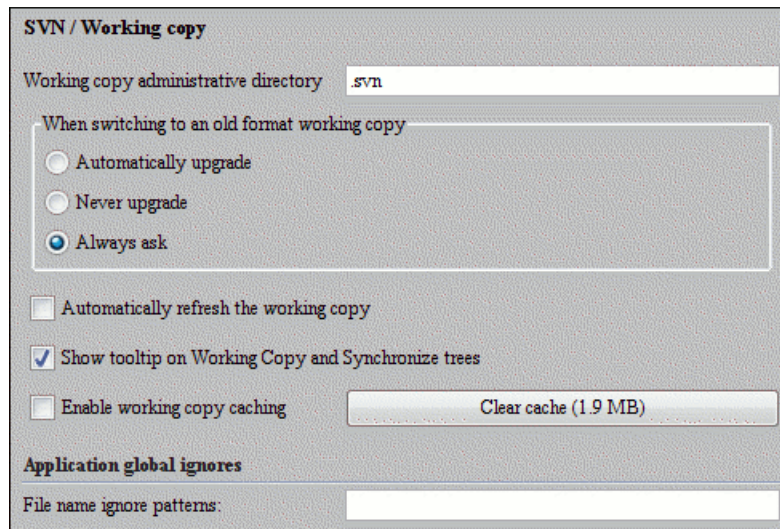 SVN / Working copy
Working copy administrative directory .svn
When switching to an old format working copy
Automatically upgrade
Never upgrade
Always ask
Automatically refresh the working copy
Show tooltip on Working Copy and Synchronize trees
Enable working copy caching Clear cache (1.9 MB)
Application global ignores
File name ignore patterns: